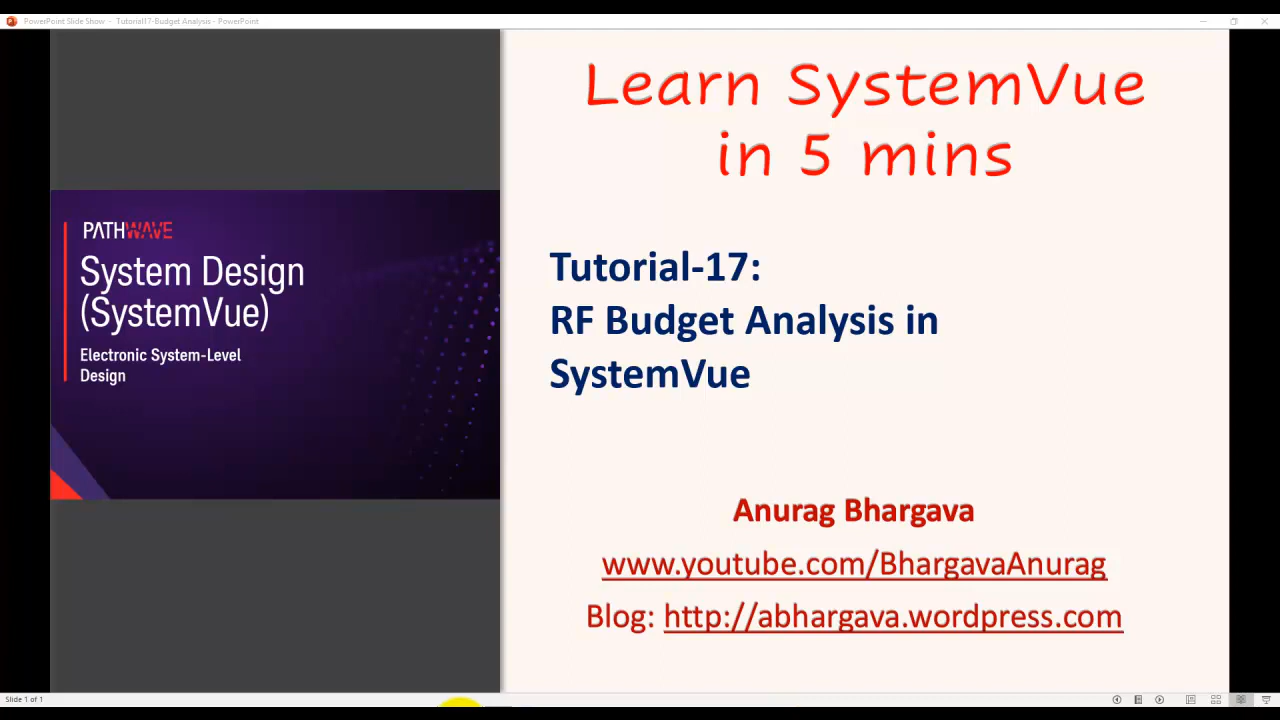 PowerPoint Slide Show - Tutorial17-Budget Analysis - PowerPoint
Learn SystemVue
in 5 mins
PATHWAVE
System Design
(SystemVue)
Electronic System-Level
Design
Tutorial-17:
RF Budget Analysis in
SystemVue
Anurag Bhargava
www.youtube.com/BhargavaAnurag
Blog: http://abhargava.wordpress.com
Slide 1 of 1